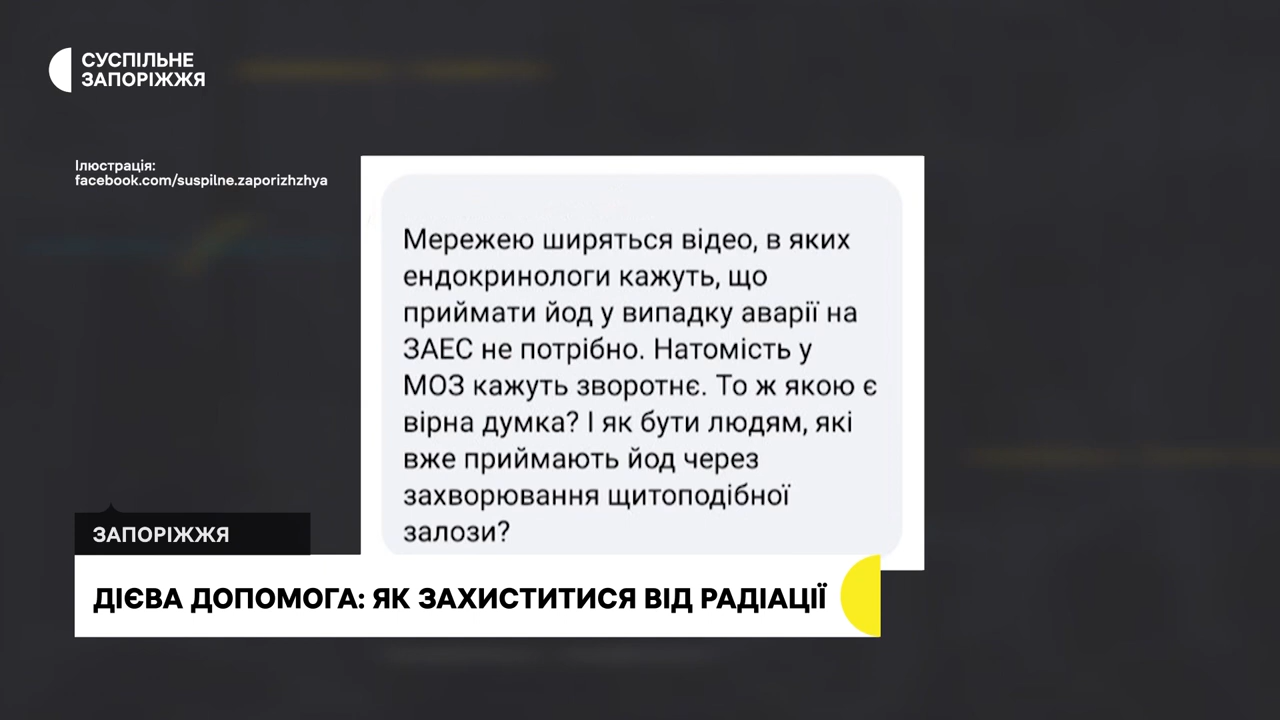 СУСПІЛЬНЕ
ЗАПОРІЖЖЯ
Ілюстрація:
facebook.com/suspilne.zaporizhzhya
Мережею ширяться відео, в яких
ендокринологи кажуть, що
приймати йод у випадку аварії на
ЗАЕС не потрібно. Натомість у
МОЗ кажуть зворотнє. То ж якою є
вірна думка? І як бути людям, які
вже приймають йод через
захворювання щитоподібної
залози?
ЗАПОРІЖЖЯ
ДІЄВА ДОПОМОГА: ЯК ЗАХИСТИТИСЯ ВІД РАДІАЦІЇ